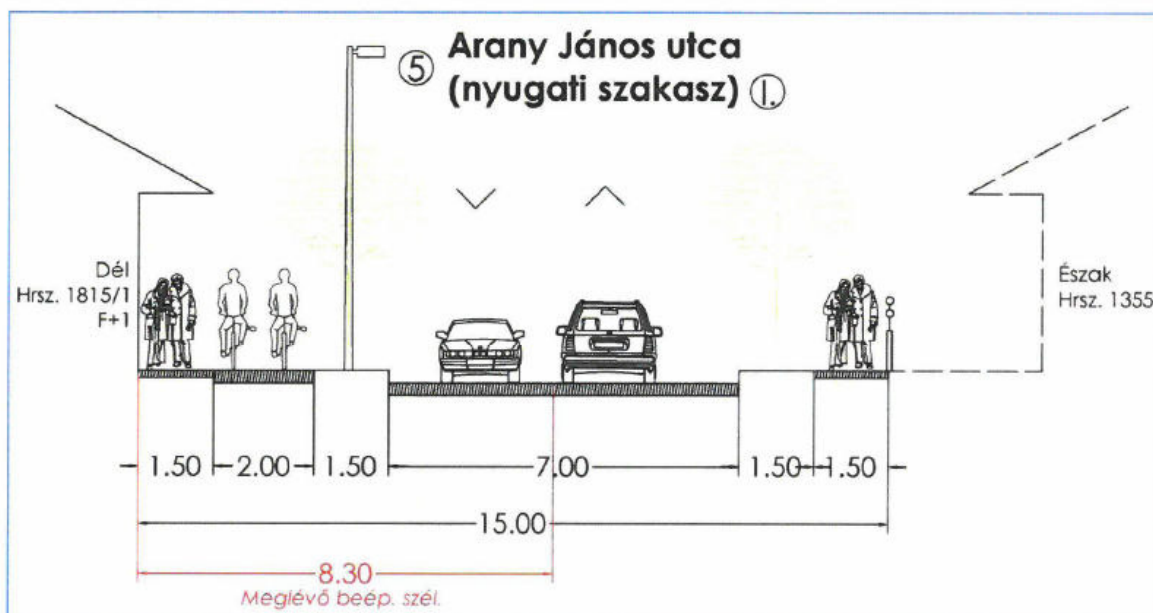 ⑤ Arany János utca
(nyugati szakasz) Ⓘ.
Dél
Hrsz. 1815/1
F+1
Észak
Hrsz. 1355
1.50 2.00 1.50 7.00 1.50 1.50
15.00
8.30
Meglévő beép. szél.